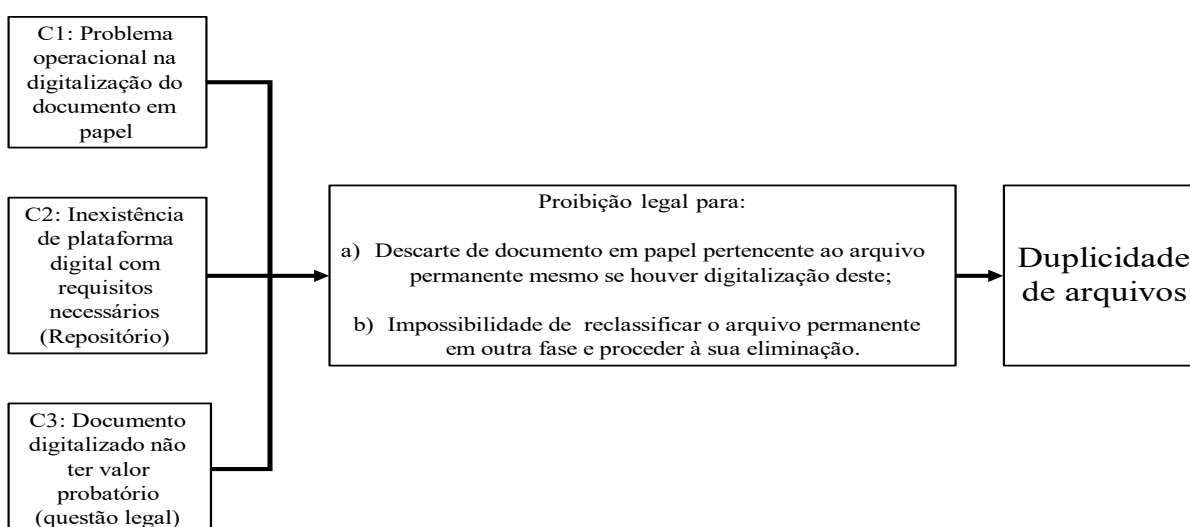 C1: Problema
operacional na
digitalização do
documento em
papel
C2: Inexistência
de plataforma
digital com
requisitos
necessários
(Repositório)
C3: Documento
digitalizado não
ter valor
probatório
(questão legal)
Proibição legal para:
a) Descarte de documento em papel pertencente ao arquivo
permanente mesmo se houver digitalização deste;
b) Impossibilidade de reclassificar o arquivo permanente
em outra fase e proceder à sua eliminação.
Duplicidade
de arquivos